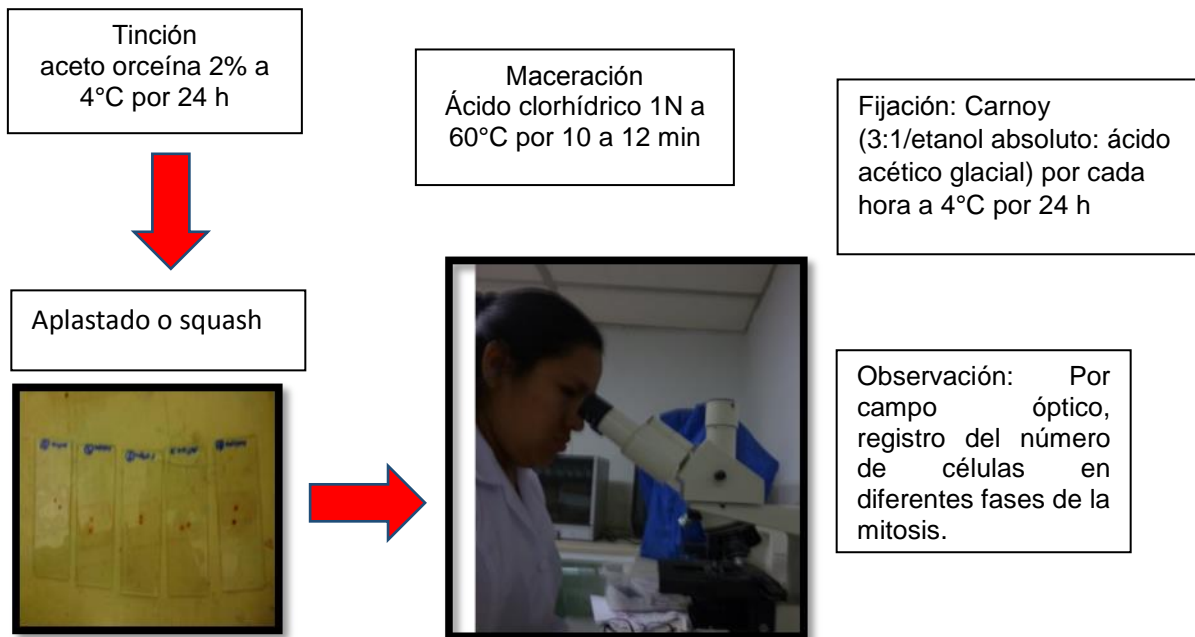 Tinción
aceto orceína 2% a
4°C por 24 h
Maceración
Ácido clorhídrico 1N a
60°C por 10 a 12 min
Fijación: Carnoy
(3:1/etanol absoluto: ácido
acético glacial) por cada
hora a 4°C por 24 h
Aplastado o squash
Observación: Por
campo óptico,
registro del número
de células en
diferentes fases de la
mitosis.